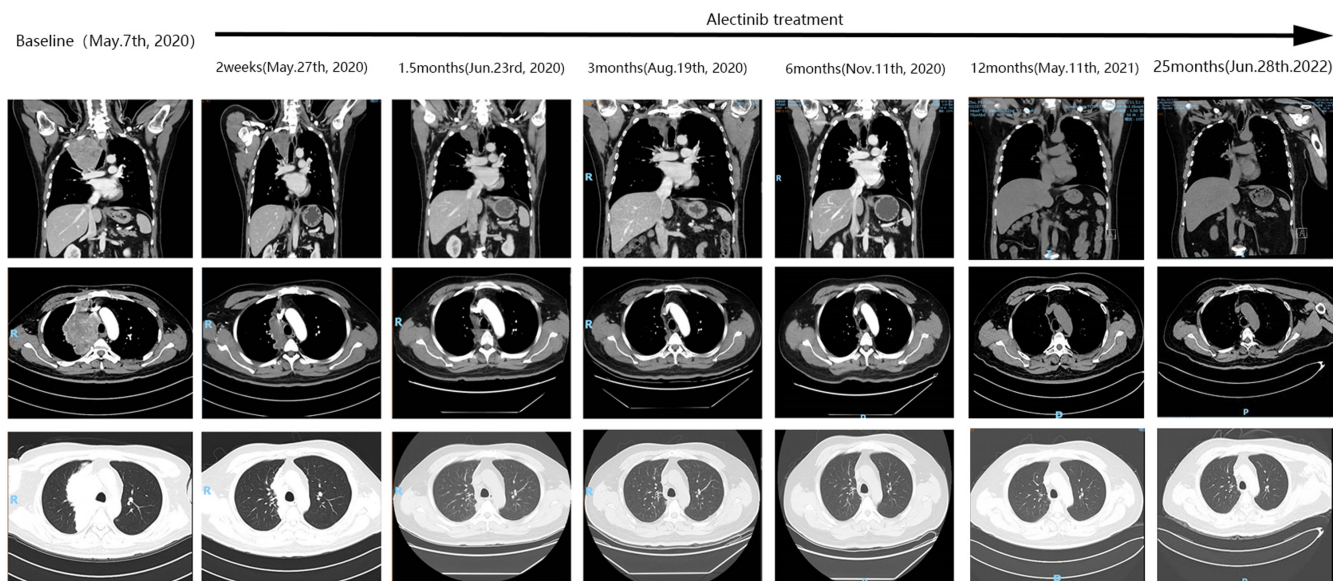 Alectinib treatment
Baseline（May.7th, 2020)
2weeks(May.27th, 2020)
1.5months(Jun.23rd, 2020)
3months(Aug.19th, 2020)
6months(Nov.11th, 2020)
12months(May.11th, 2021)
25months(Jun.28th.2022)
R
R
A
A
R
R
R
R
R
P
R
R
R